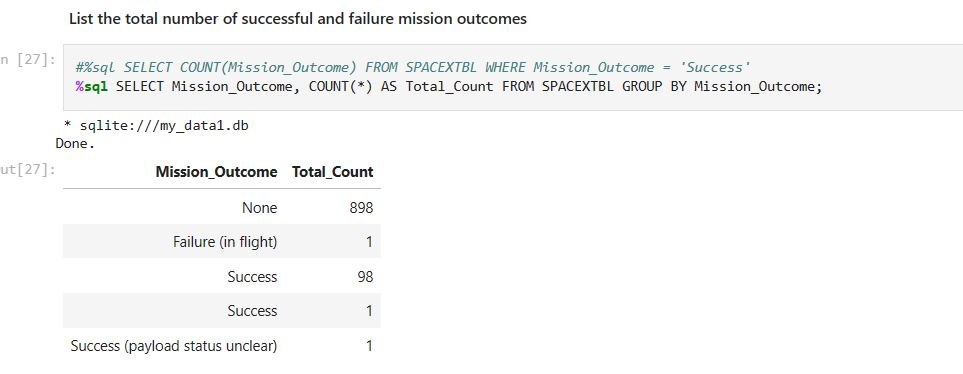 List the total number of successful and failure mission outcomes
n [27]:
#%sql SELECT COUNT(Mission_Outcome) FROM SPACEXTBL WHERE Mission_Outcome = 'Success'
%sql SELECT Mission_Outcome, COUNT(*) AS Total_Count FROM SPACEXTBL GROUP BY Mission_Outcome;
* sqlite:///my_data1.db
Done.
ut[27]:
Mission_Outcome Total_Count
None 898
Failure (in flight) 1
Success 98
Success 1
Success (payload status unclear) 1